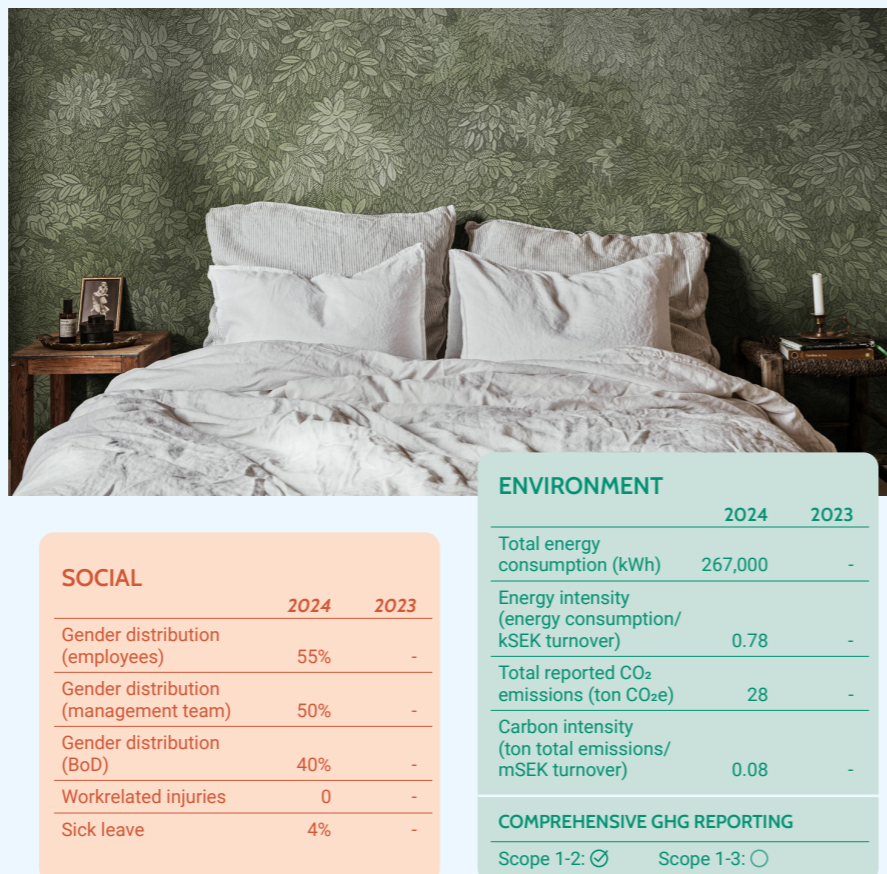 SOCIAL
2024 2023
Gender distribution
(employees) 55% -
Gender distribution
(management team) 50% -
Gender distribution
(BoD) 40% -
Workrelated injuries 0 -
Sick leave 4% -
ENVIRONMENT
2024 2023
Total energy
consumption (kWh) 267,000 -
Energy intensity
(energy consumption/
kSEK turnover) 0.78 -
Total reported CO₂
emissions (ton CO₂e) 28 -
Carbon intensity
(ton total emissions/
mSEK turnover) 0.08 -
COMPREHENSIVE GHG REPORTING
Scope 1-2: Scope 1-3: